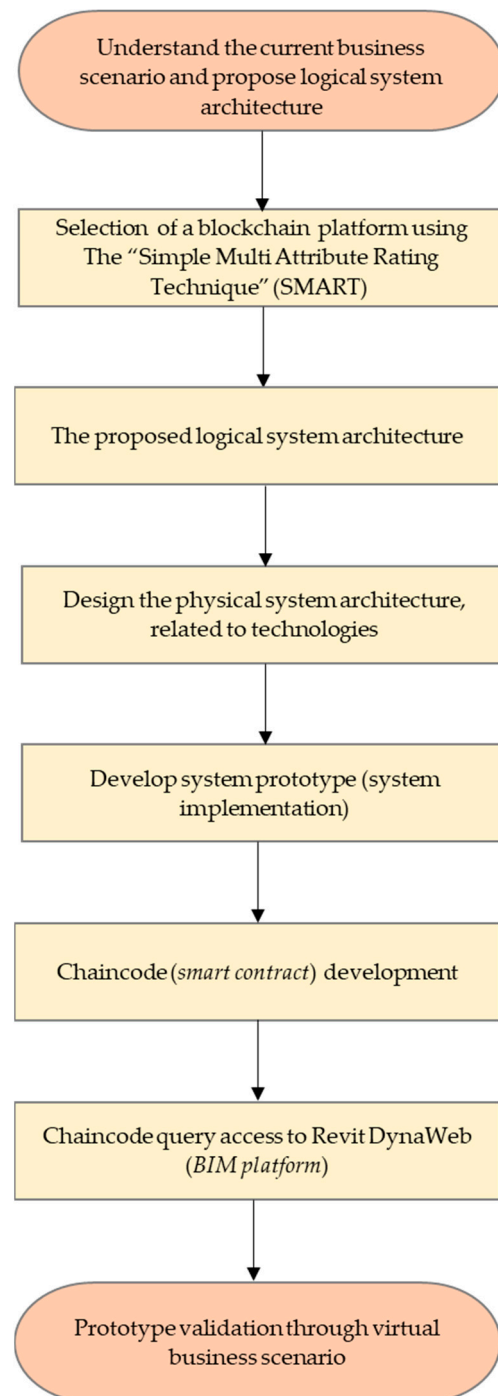 Understand the current business
scenario and propose logical system
architecture
Selection of a blockchain platform using
The “Simple Multi Attribute Rating
Technique” (SMART)
The proposed logical system architecture
Design the physical system architecture,
related to technologies
Develop system prototype (system
implementation)
Chaincode (smart contract) development
Chaincode query access to Revit DynaWeb
(BIM platform)
Prototype validation through virtual
business scenario